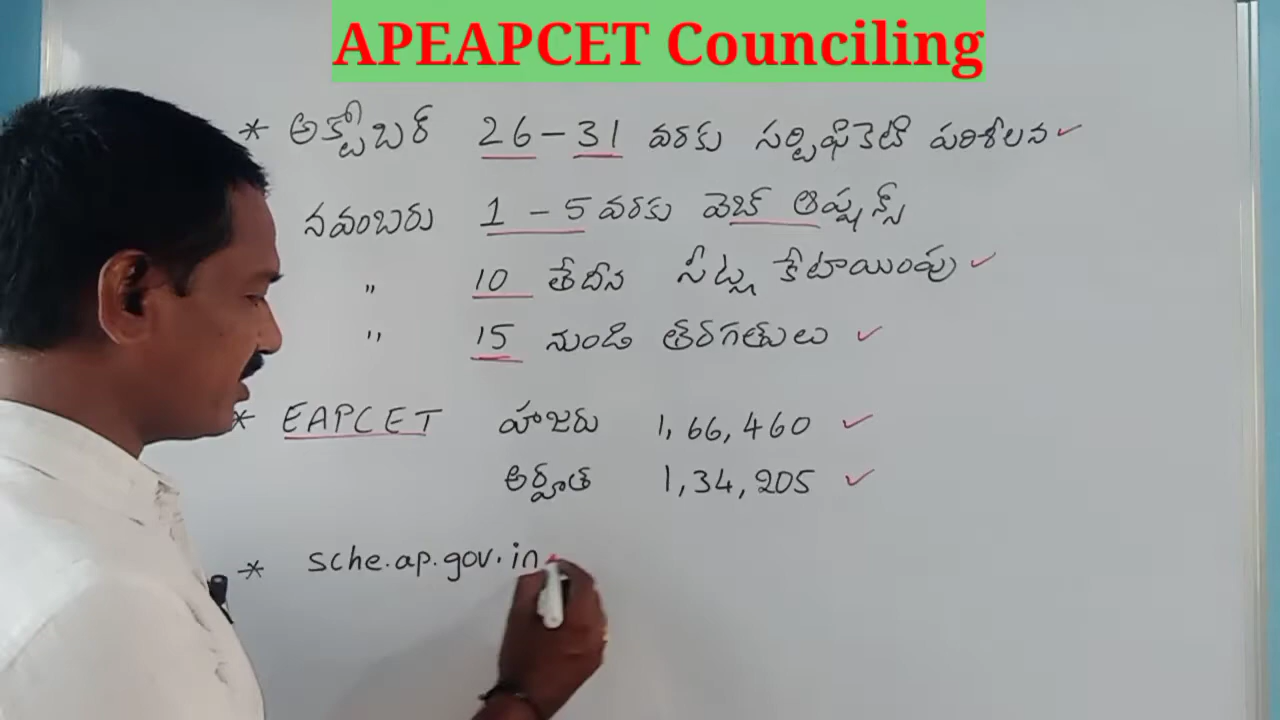 APEAPCET Counciling
* అక్టోబర్ 26-31 వరకు సర్టిఫికెట్ పరిశీలన ✓
నవంబరు 1-5 వరకు వెబ్ ఆప్షన్స్
" 10 తేదీన సీట్ల కేటాయింపు ✓
" 15 నుండి తరగతులు ✓
* EAPCET హాజరు 1,66,460 ✓
అర్హత 1,34,205 ✓
* sche.ap.gov.in